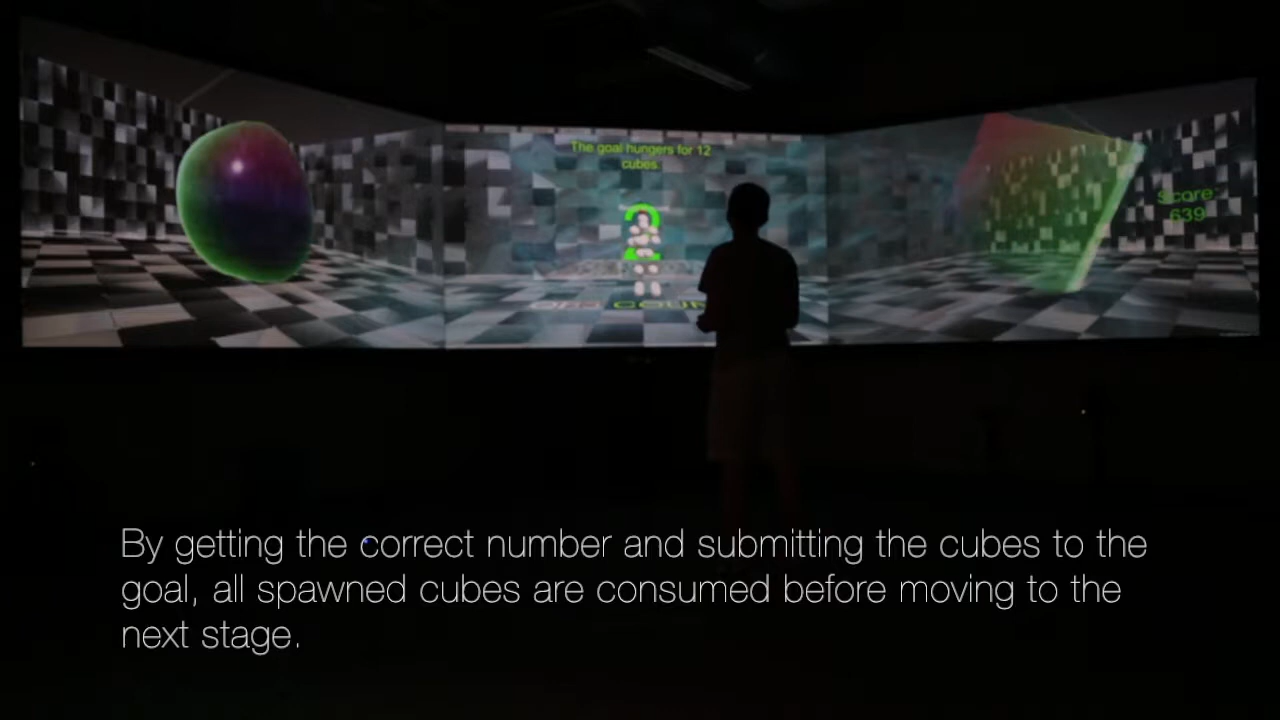 The goal hungers for 12
cubes.
2
Score:
639
By getting the correct number and submitting the cubes to the
goal, all spawned cubes are consumed before moving to the
next stage.